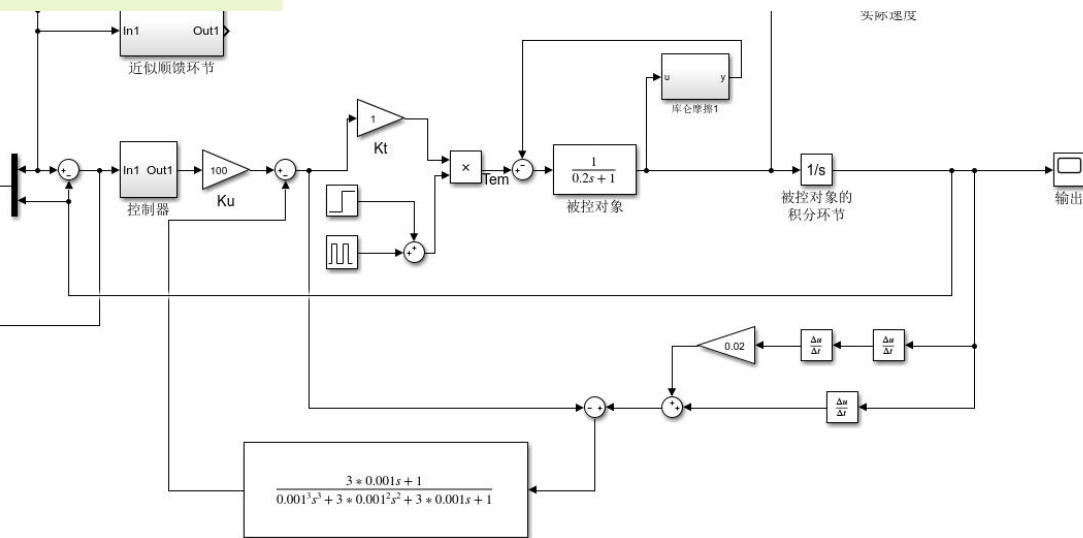 实际速度
In1 Out1
近似顺馈环节
u y
库仑摩擦1
1
Kt
In1 Out1
控制器
100
Ku
×
Tem
1
0.2s + 1
被控对象
1/s
被控对象的
积分环节
输出
0.02
Δu
Δt
Δu
Δt
Δu
Δt
3 * 0.001s + 1
0.001³s³ + 3 * 0.001²s² + 3 * 0.001s + 1